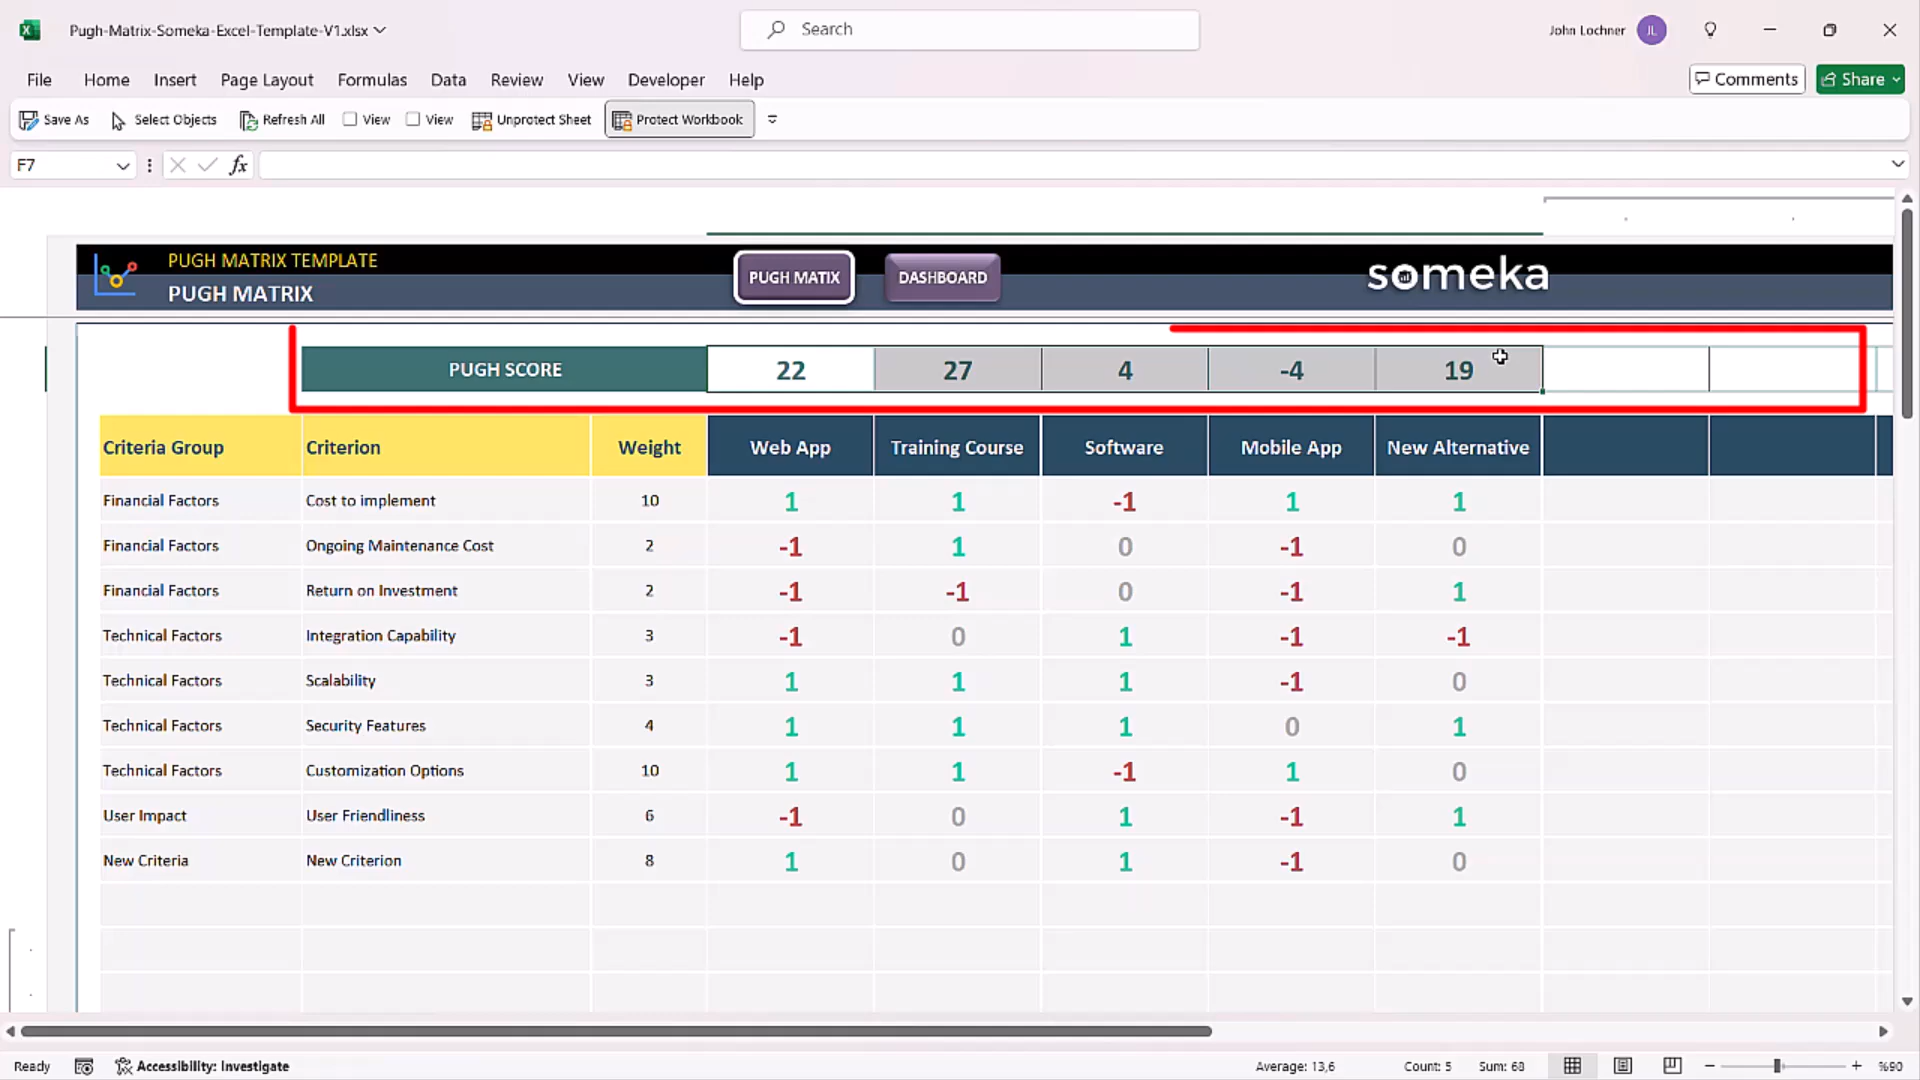 Pugh-Matrix-Someka-Excel-Template-V1.xlsx
Search
John Lochner JL
File Home Insert Page Layout Formulas Data Review View Developer Help
Comments Share
Save As Select Objects Refresh All View View Unprotect Sheet Protect Workbook
F7 fx
PUGH MATRIX TEMPLATE
PUGH MATRIX
PUGH MATIX DASHBOARD someka
PUGH SCORE 22 27 4 -4 19
Criteria Group Criterion Weight Web App Training Course Software Mobile App New Alternative
Financial Factors Cost to implement 10 1 1 -1 1 1
Financial Factors Ongoing Maintenance Cost 2 -1 1 0 -1 0
Financial Factors Return on Investment 2 -1 -1 0 -1 1
Technical Factors Integration Capability 3 -1 0 1 -1 -1
Technical Factors Scalability 3 1 1 1 -1 0
Technical Factors Security Features 4 1 1 1 0 1
Technical Factors Customization Options 10 1 1 -1 1 0
User Impact User Friendliness 6 -1 0 1 -1 1
New Criteria New Criterion 8 1 0 1 -1 0
Ready Accessibility: Investigate Average: 13,6 Count: 5 Sum: 68 %90